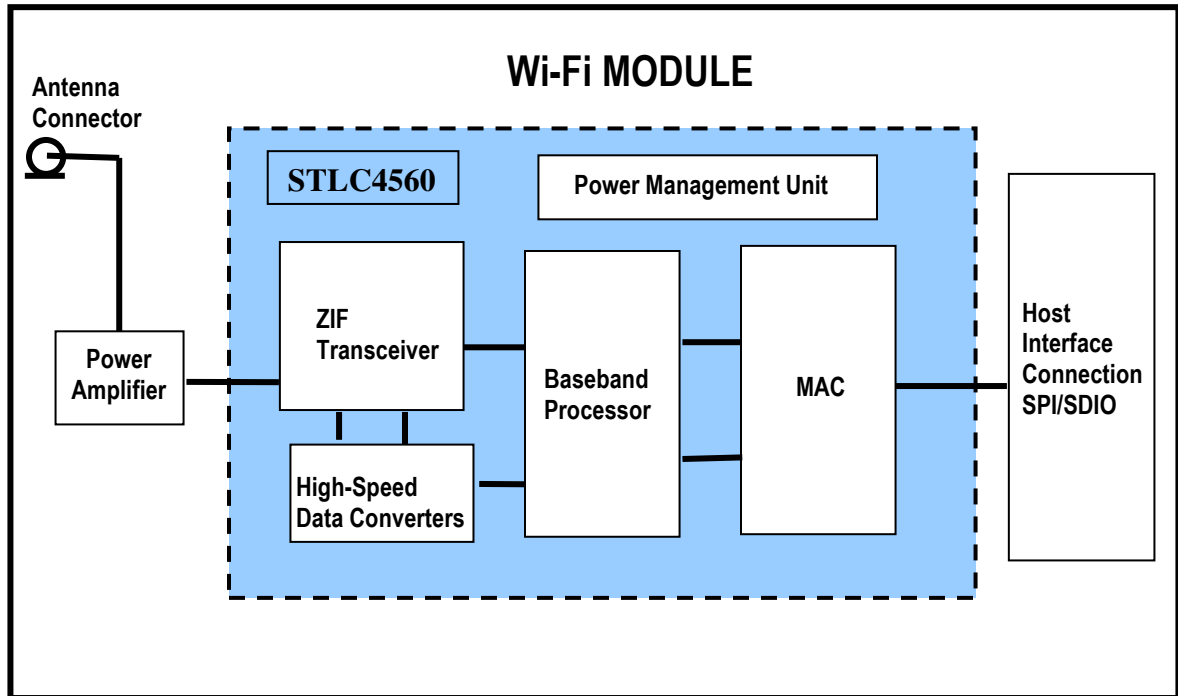 Wi-Fi MODULE
Antenna
Connector
STLC4560
Power Management Unit
ZIF
Transceiver
Power
Amplifier
Baseband
Processor
MAC
Host
Interface
Connection
SPI/SDIO
High-Speed
Data Converters